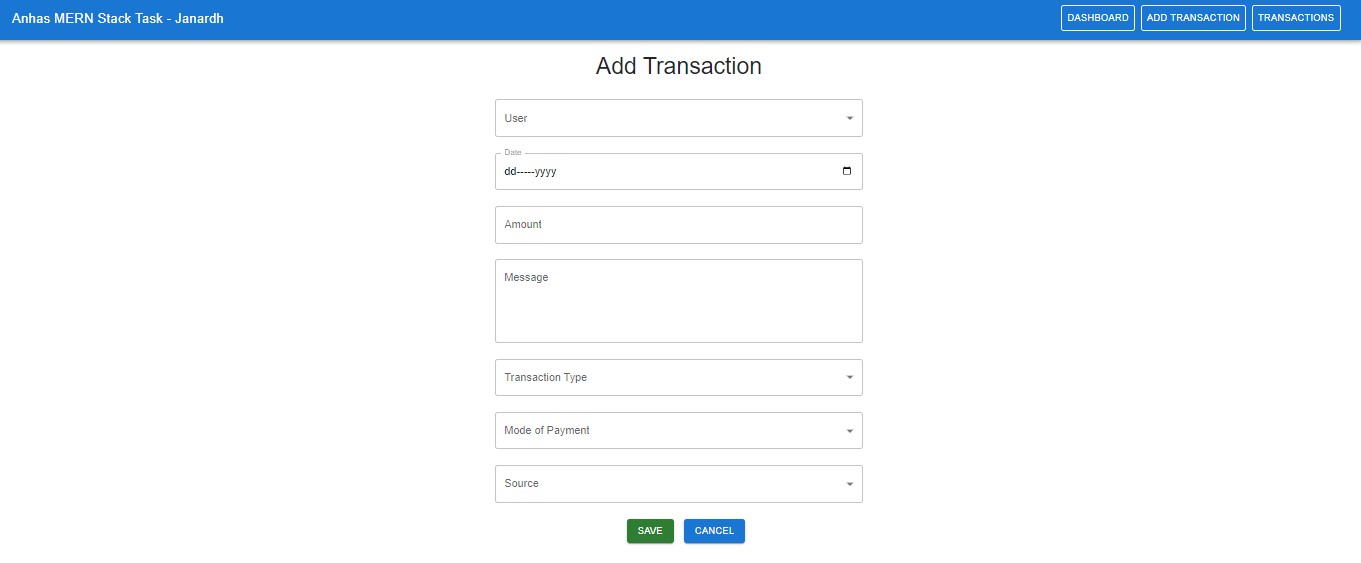 Anhas MERN Stack Task - Janardh
DASHBOARD
ADD TRANSACTION
TRANSACTIONS
Add Transaction
User
Date
dd-----yyyy
Amount
Message
Transaction Type
Mode of Payment
Source
SAVE
CANCEL